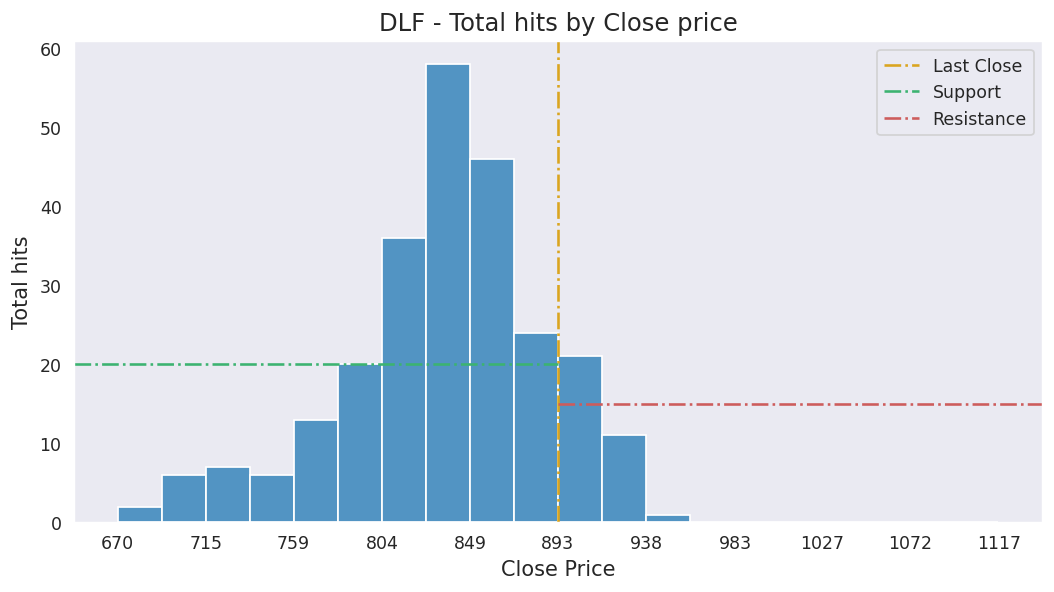 DLF - Total hits by Close price
Last Close
Support
Resistance
Total hits
60
50
40
30
20
10
0
670 715 759 804 849 893 938 983 1027 1072 1117
Close Price